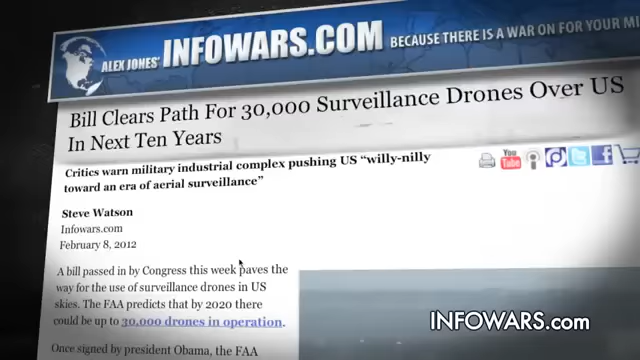 ALEX JONES' INFOWARS.COM BECAUSE THERE IS A WAR ON FOR YOUR
Bill Clears Path For 30,000 Surveillance Drones Over US
In Next Ten Years
Critics warn military industrial complex pushing US “willy-nilly
toward an era of aerial surveillance”
You
Tube
Steve Watson
Infowars.com
February 8, 2012
A bill passed in by Congress this week paves the
way for the use of surveillance drones in US
skies. The FAA predicts that by 2020 there
could be up to 30,000 drones in operation.
Once signed by president Obama, the FAA
INFOWARS.com